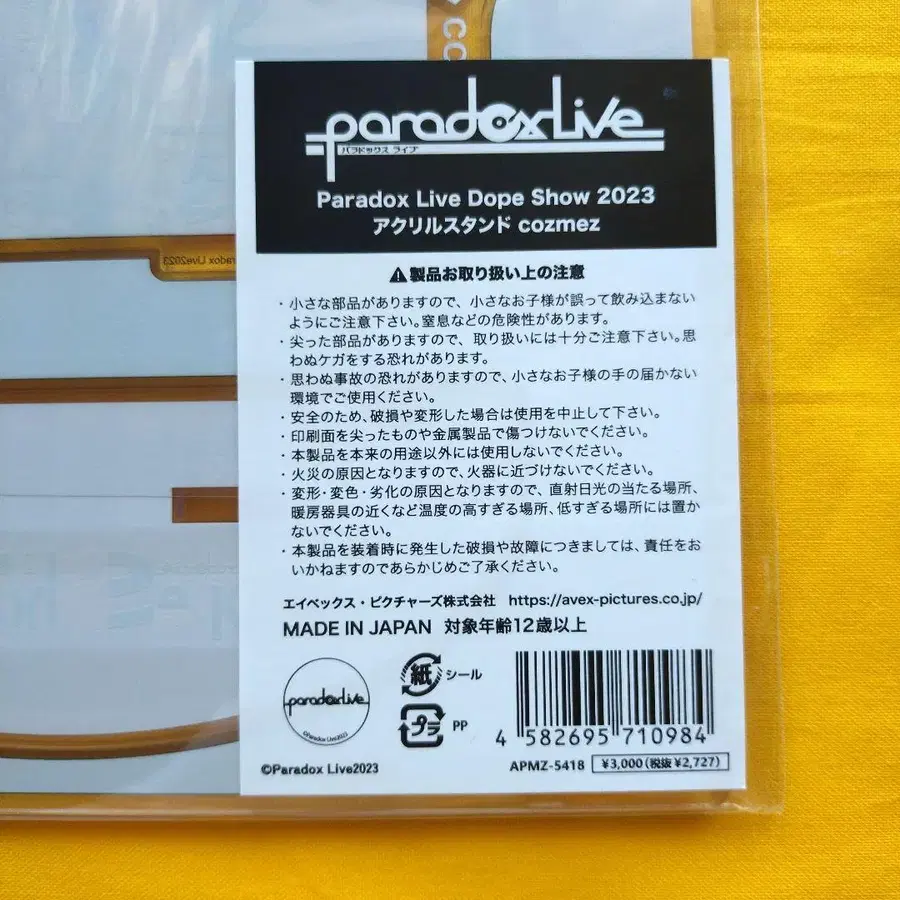 CO
paradoxLive
パラドックス ライブ
Paradox Live Dope Show 2023
アクリルスタンド cozmez
⚠製品お取り扱い上の注意
・小さな部品がありますので、小さなお子様が誤って飲み込まない
ようにご注意下さい。窒息などの危険性があります。
・尖った部品がありますので、取り扱いには十分ご注意下さい。思
わぬケガをする恐れがあります。
・思わぬ事故の恐れがありますので、小さなお子様の手の届かない
環境でご使用ください。
・安全のため、破損や変形した場合は使用を中止して下さい。
・印刷面を尖ったものや金属製品で傷つけないでください。
・本製品を本来の用途以外には使用しないでください。
・火災の原因となりますので、火器に近づけないでください。
・変形・変色・劣化の原因となりますので、直射日光の当たる場所、
暖房器具の近くなど温度の高すぎる場所、低すぎる場所には置か
ないでください。
・本製品を装着時に発生した破損や故障につきましては、責任をお
いかねますのであらかじめご了承ください。
エイベックス・ピクチャーズ株式会社 https://avex-pictures.co.jp/
MADE IN JAPAN 対象年齢12歳以上
paradoxLive
©Paradox Live2023
紙 シール
プラ PP
4 582695 710984
©Paradox Live2023
APMZ-5418 ¥3,000(税抜¥2,727)
radox Live2023